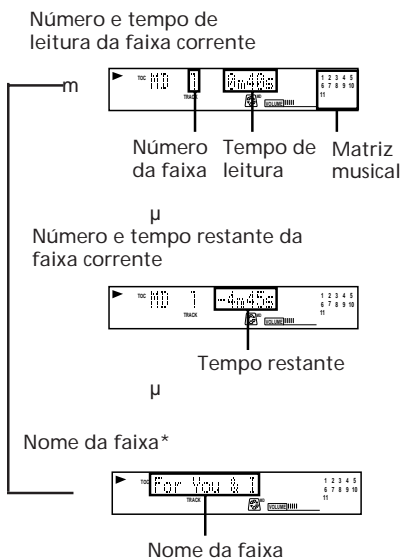 Número e tempo de
leitura da faixa corrente
m
TOC MD 1 0m40s 1 2 3 4 5
TRACK MD VOLUME 6 7 8 9 10
11
Número Tempo de Matriz
da faixa leitura musical
µ
Número e tempo restante da
faixa corrente
TOC MD 1 -4m45s 1 2 3 4 5
TRACK MD VOLUME 6 7 8 9 10
11
Tempo restante
µ
Nome da faixa*
TOC For You & I 1 2 3 4 5
TRACK MD VOLUME 6 7 8 9 10
11
Nome da faixa